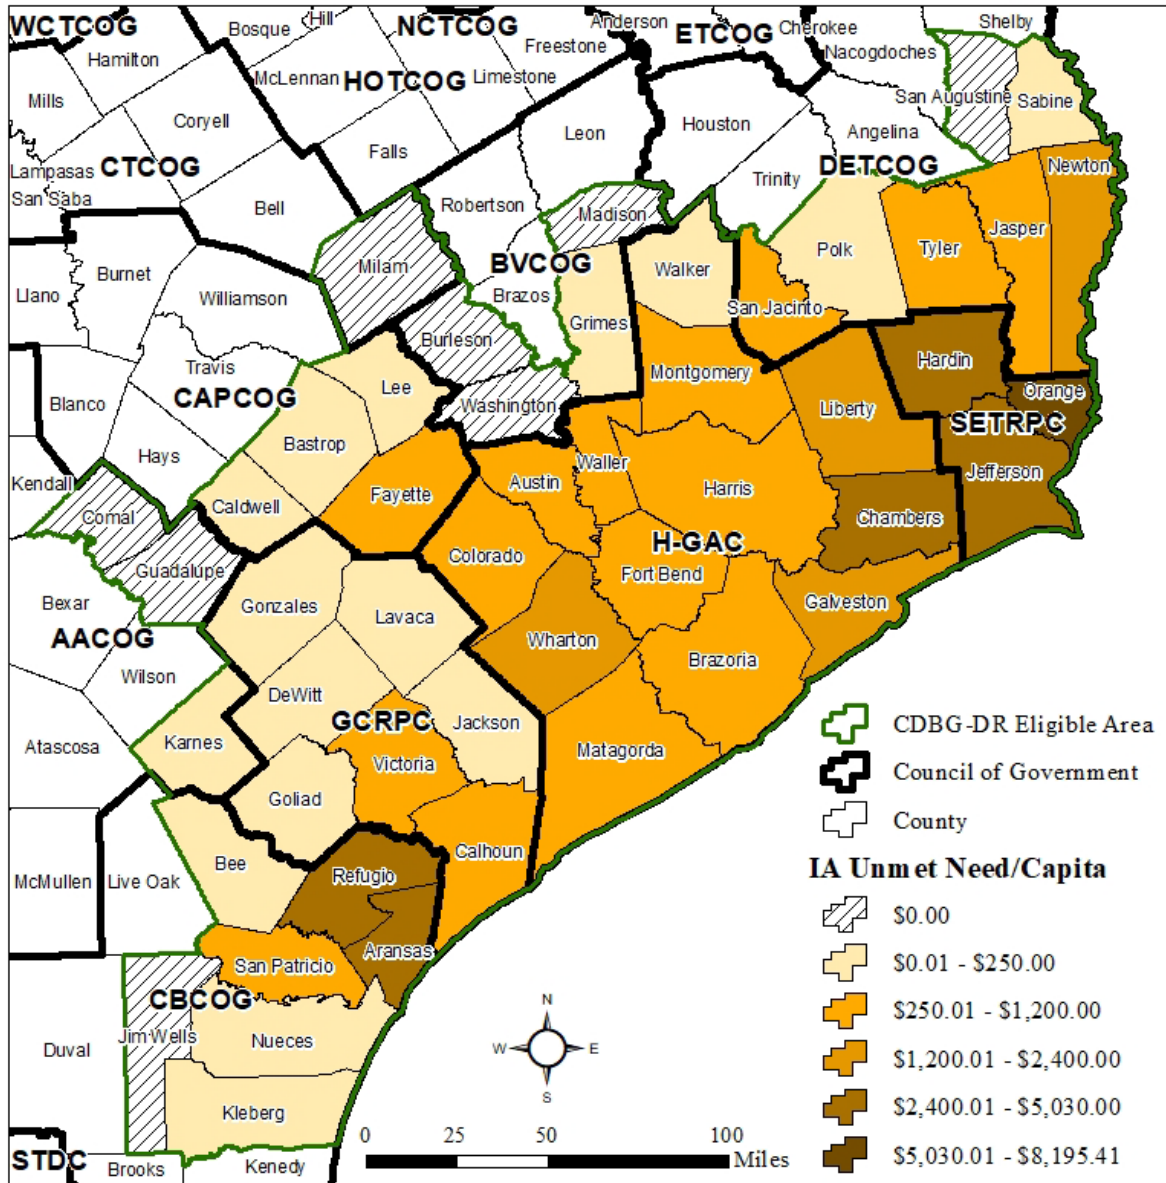 WCTCOG
Hill
Bosque
NCTCOG
Anderson
ETCOG
Cherokee
Shelby
Hamilton
Freestone
Nacogdoches
McLennan
HOTCOG
Limestone
Mills
San Augustine
Sabine
Coryell
Leon
Houston
Angelina
Falls
Lampasas
CTCOG
DETCOG
Newton
San Saba
Trinity
Bell
Robertson
Madison
Jasper
Polk
Tyler
Milam
BVCOG
Walker
Burnet
Llano
Williamson
Brazos
San Jacinto
Grimes
Burleson
Hardin
Travis
Montgomery
Lee
Orange
CAPCOG
Blanco
Washington
Liberty
SETRPC
Bastrop
Hays
Waller
Jefferson
Kendall
Austin
Harris
Fayette
Caldwell
Comal
Chambers
H-GAC
Colorado
Guadalupe
Fort Bend
Bexar
Gonzales
Lavaca
Galveston
AACOG
Wharton
Brazoria
Wilson
DeWitt
GCRPC
Jackson
Karnes
Atascosa
Matagorda
Victoria
Goliad
Calhoun
Bee
Refugio
McMullen
Live Oak
Aransas
San Patricio
CBCOG
Jim Wells
Nueces
Duval
Kleberg
STDC
Brooks
Kenedy
CDBG-DR Eligible Area
Council of Government
County
IA Unmet Need/Capita
$0.00
$0.01 - $250.00
$250.01 - $1,200.00
$1,200.01 - $2,400.00
$2,400.01 - $5,030.00
$5,030.01 - $8,195.41
N
W E
S
0 25 50 100
Miles